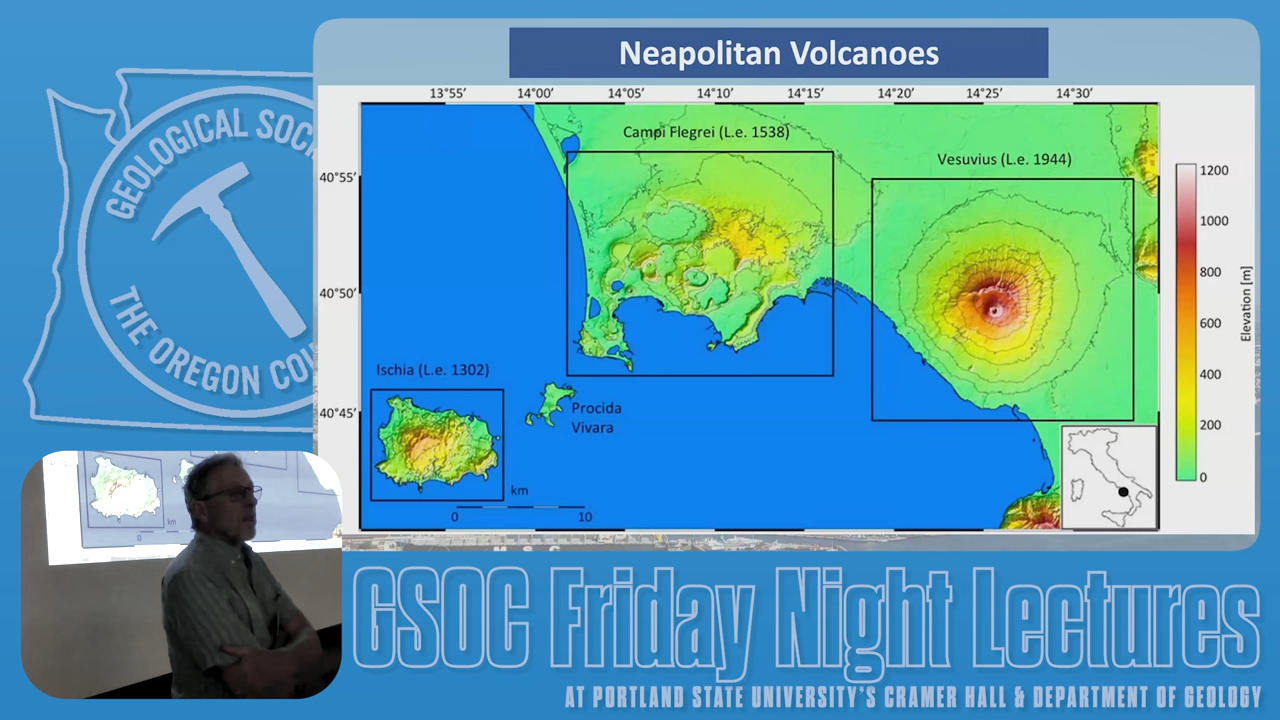 Neapolitan Volcanoes
13°55’ 14°00’ 14°05’ 14°10’ 14°15’ 14°20’ 14°25’ 14°30’
Campi Flegrei (L.e. 1538)
Vesuvius (L.e. 1944)
40°55’
40°50’
40°45’
Ischia (L.e. 1302)
Procida
Vivara
km
0 10
1200
1000
800
600
400
200
0
Elevation [m]
GEOLOGICAL SOC
THE OREGON COU
km
0
M S C
GSOC Friday Night Lectures
AT PORTLAND STATE UNIVERSITY'S CRAMER HALL & DEPARTMENT OF GEOLOGY